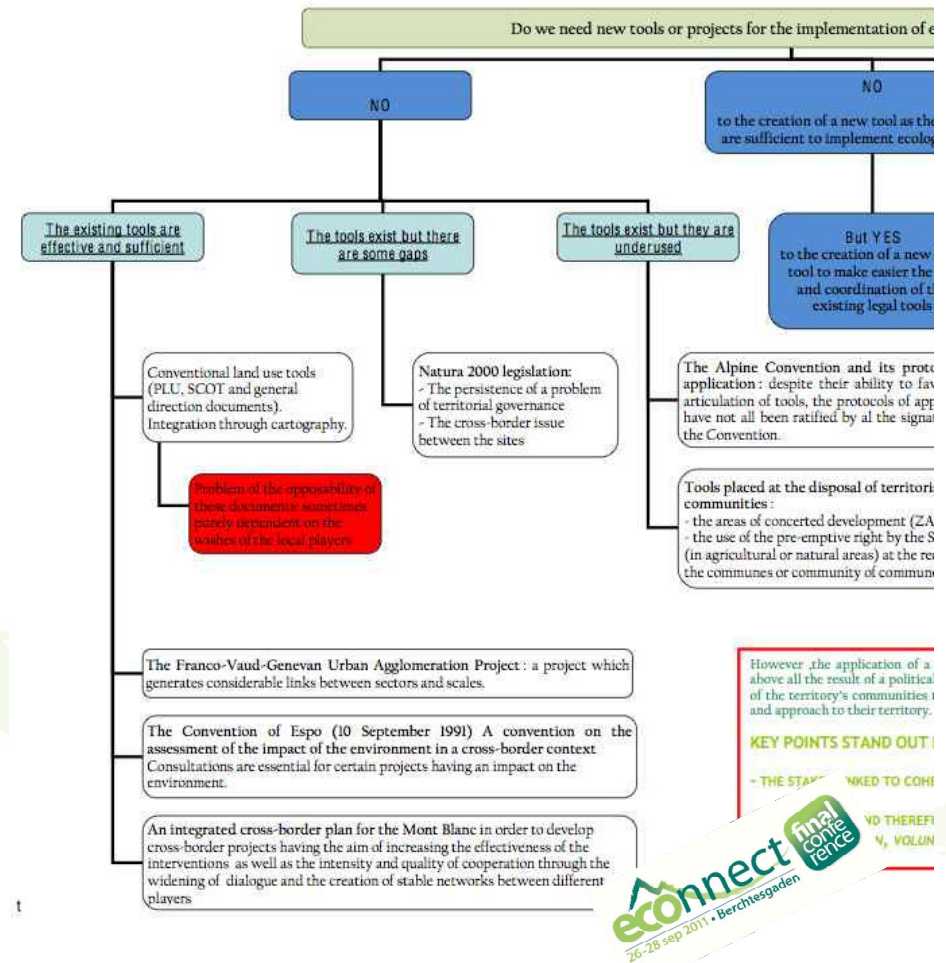 Do we need new tools or projects for the implementation of e
NO
NO
to the creation of a new tool as the
are sufficient to implement ecolog
The existing tools are
effective and sufficient
The tools exist but there
are some gaps
The tools exist but they are
underused
But YES
to the creation of a new
tool to make easier the
and coordination of t
existing legal tools
Conventional land use tools
(PLU, SCOT and general
direction documents).
Integration through cartography.
Problem of the opposability of
these documents: sometimes
purely dependent on the
wishes of the local players
Natura 2000 legislation:
- The persistence of a problem
of territorial governance
- The cross-border issue
between the sites
The Alpine Convention and its proto
application : despite their ability to fav
articulation of tools, the protocols of app
have not all been ratified by al the signat
the Convention.
Tools placed at the disposal of territoria
communities :
- the areas of concerted development (ZA
- the use of the pre-emptive right by the S
(in agricultural or natural areas) at the rea
the communes or community of commun
The Franco-Vaud-Genevan Urban Agglomeration Project : a project which
generates considerable links between sectors and scales.
The Convention of Espo (10 September 1991) A convention on the
assessment of the impact of the environment in a cross-border context
Consultations are essential for certain projects having an impact on the
environment.
An integrated cross-border plan for the Mont Blanc in order to develop
cross-border projects having the aim of increasing the effectiveness of the
interventions as well as the intensity and quality of cooperation through the
widening of dialogue and the creation of stable networks between different
players
However ,the application of a
above all the result of a political
of the territory's communities
and approach to their territory.
KEY POINTS STAND OUT
- THE STAKE NKED TO COHE
ND THEREF
N, VOLUN
econnect
final
confe
rence
26-28 sep 2011 • Berchtesgaden
t